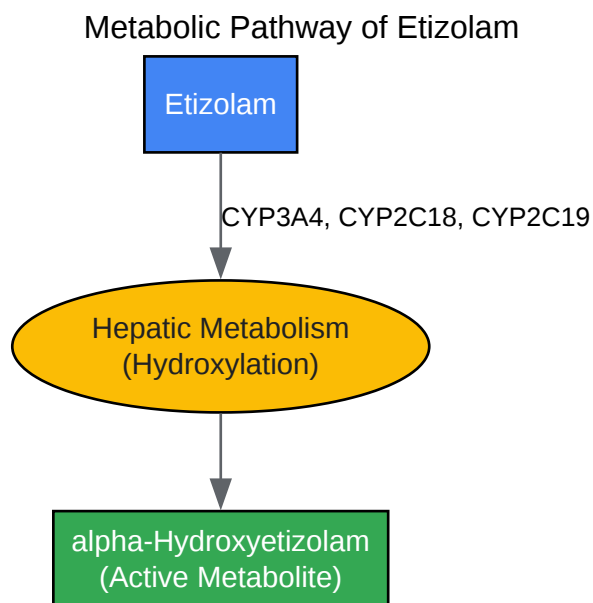 Metabolic Pathway of Etizolam
Etizolam
CYP3A4, CYP2C18, CYP2C19
Hepatic Metabolism
(Hydroxylation)
alpha-Hydroxyetizolam
(Active Metabolite)